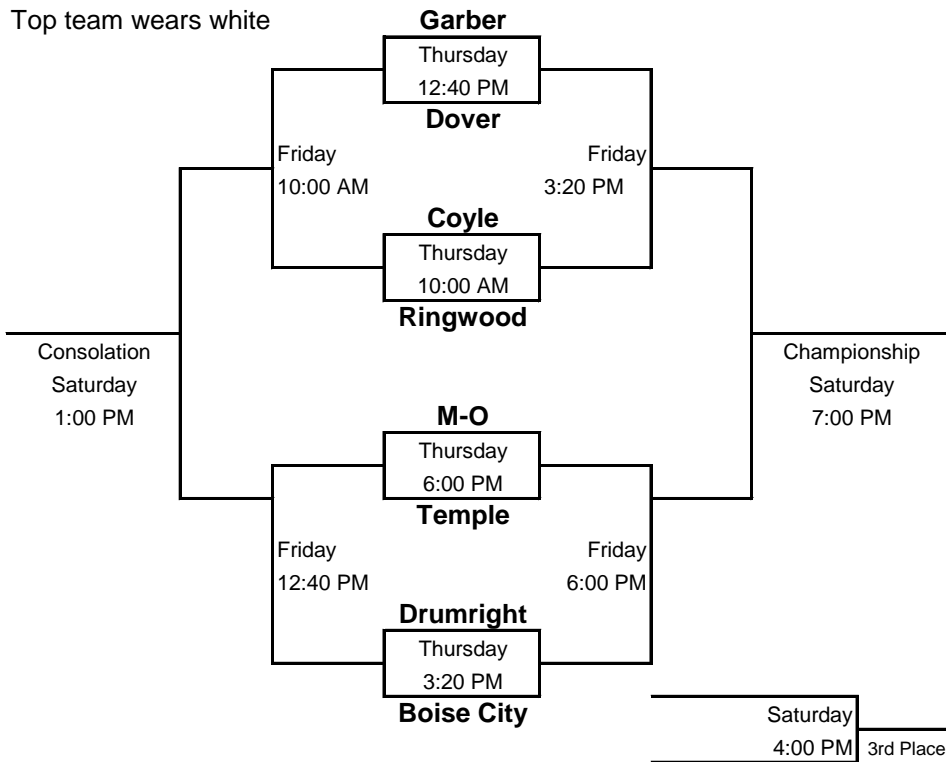 Top team wears white
Garber
Thursday
12:40 PM
Dover
Friday
10:00 AM
Friday
3:20 PM
Coyle
Thursday
10:00 AM
Ringwood
Consolation
Saturday
1:00 PM
Championship
Saturday
7:00 PM
M-O
Thursday
6:00 PM
Temple
Friday
12:40 PM
Friday
6:00 PM
Drumright
Thursday
3:20 PM
Boise City
Saturday
4:00 PM
3rd Place